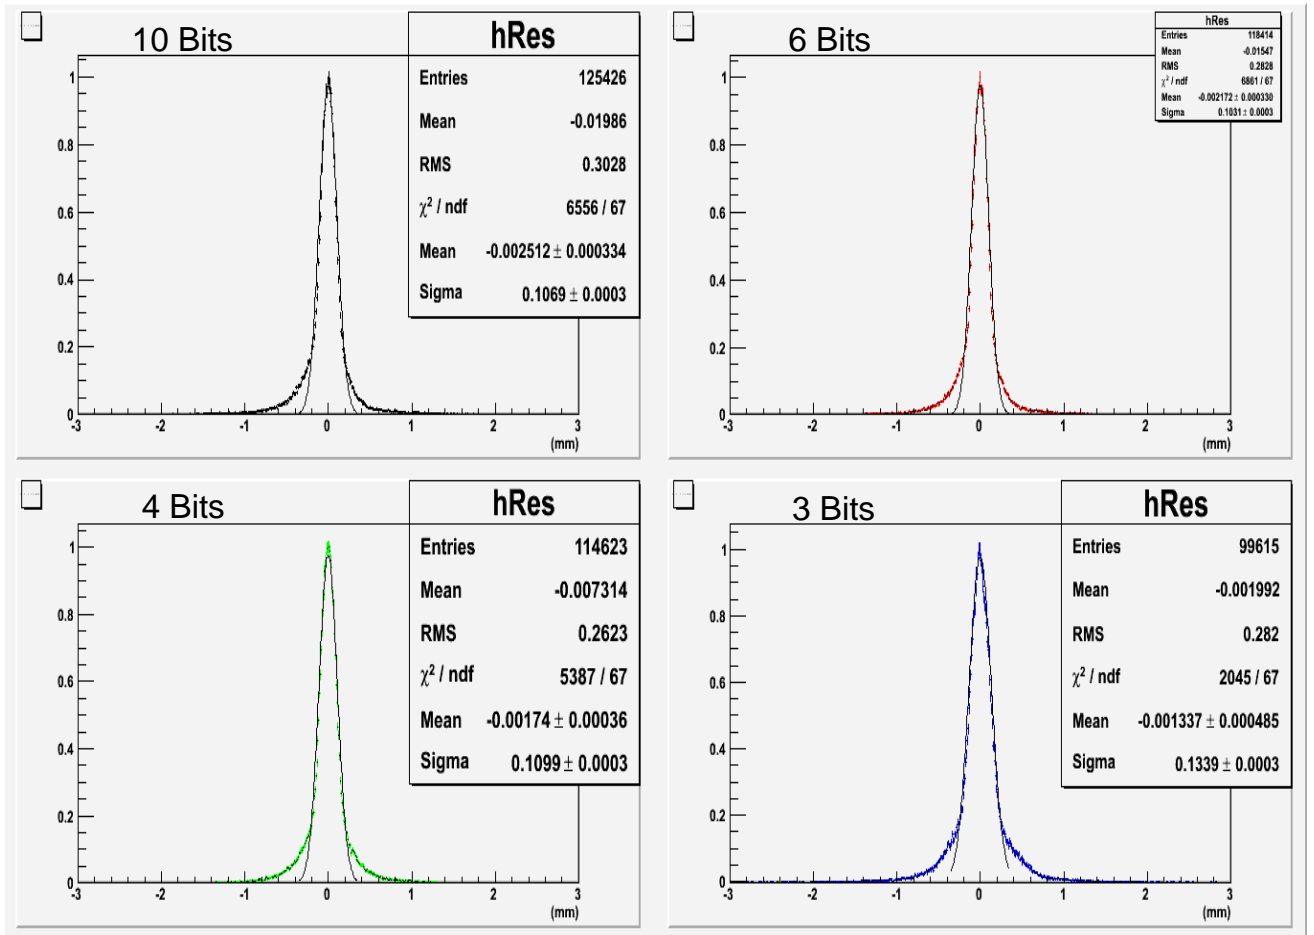 10 Bits
hRes
Entries 125426
Mean -0.01986
RMS 0.3028
χ² / ndf 6556 / 67
Mean -0.002512 ± 0.000334
Sigma 0.1069 ± 0.0003
1
0.8
0.6
0.4
0.2
0
-3 -2 -1 0 1 2 3
(mm)
6 Bits
hRes
Entries 118414
Mean -0.01547
RMS 0.2828
χ² / ndf 6861 / 67
Mean -0.002172 ± 0.000330
Sigma 0.1031 ± 0.0003
1
0.8
0.6
0.4
0.2
0
-3 -2 -1 0 1 2 3
(mm)
4 Bits
hRes
Entries 114623
Mean -0.007314
RMS 0.2623
χ² / ndf 5387 / 67
Mean -0.00174 ± 0.00036
Sigma 0.1099 ± 0.0003
1
0.8
0.6
0.4
0.2
0
-3 -2 -1 0 1 2 3
(mm)
3 Bits
hRes
Entries 99615
Mean -0.001992
RMS 0.282
χ² / ndf 2045 / 67
Mean -0.001337 ± 0.000485
Sigma 0.1339 ± 0.0003
1
0.8
0.6
0.4
0.2
0
-3 -2 -1 0 1 2 3
(mm)